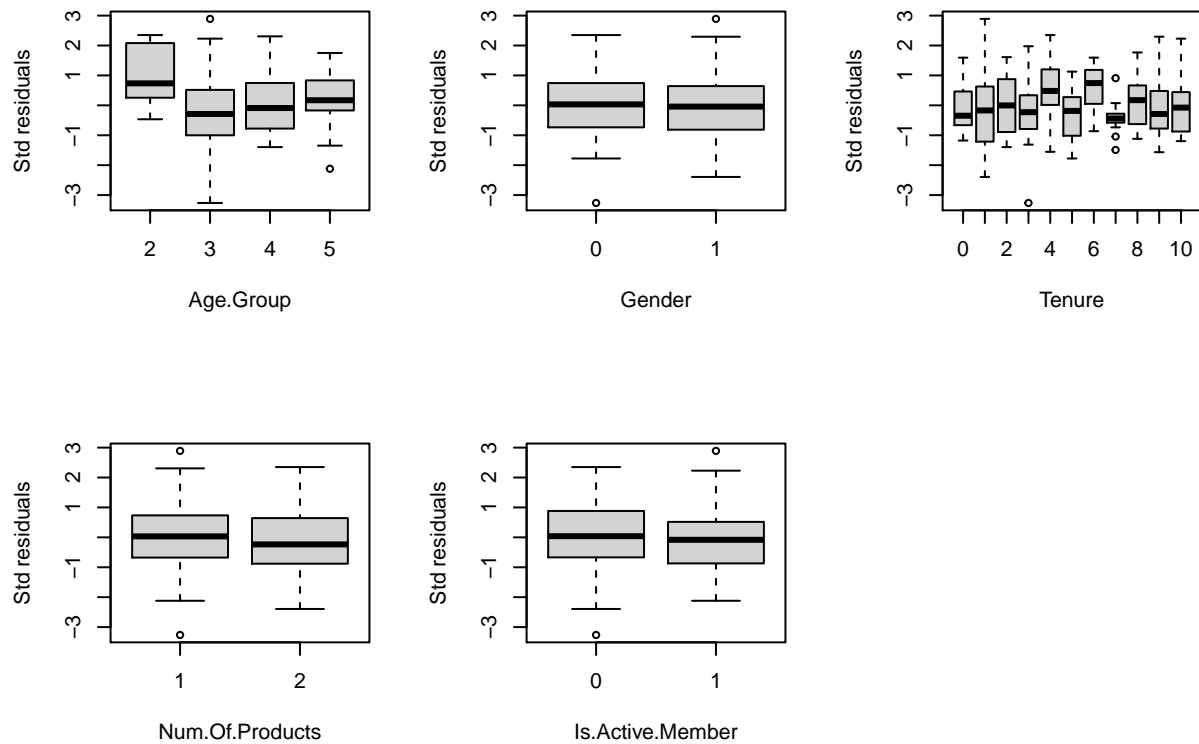 3
2
1
−1
−3
Std residuals
2 3 4 5
Age.Group
3
2
1
−1
−3
Std residuals
0 1
Gender
3
2
1
−1
−3
Std residuals
0 2 4 6 8 10
Tenure
3
2
1
−1
−3
Std residuals
1 2
Num.Of.Products
3
2
1
−1
−3
Std residuals
0 1
Is.Active.Member